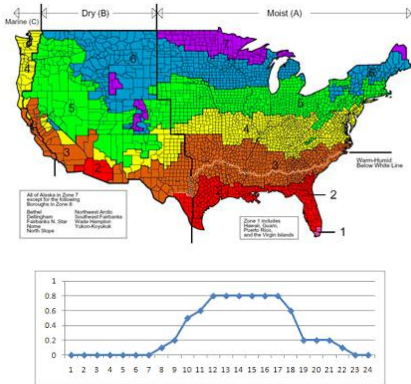 Dry (B)
Moist (A)
Marine (C)
7
6
6
4
5
5
4
3
3
2
1
Warm-Humid
Below White Line
All of Alaska in Zone 7
except for the following
Boroughs in Zone 8
Bethel Northwest Arctic
Dellingham Southeast Fairbanks
Fairbanks N. Star Wade Hampton
Nome Yukon-Koyukuk
North Slope
Zone 1 includes
Hawaii, Guam,
Puerto Rico,
and the Virgin Islands
1
0.8
0.6
0.4
0.2
0
1 2 3 4 5 6 7 8 9 10 11 12 13 14 15 16 17 18 19 20 21 22 23 24